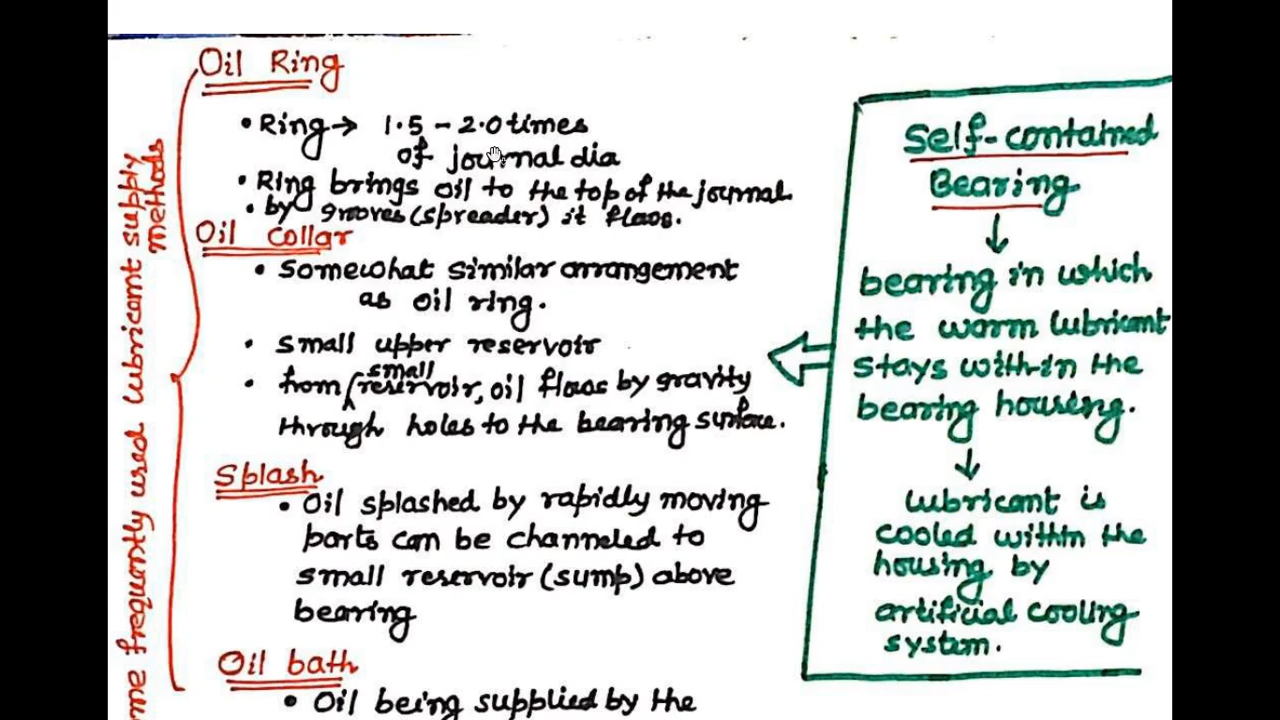 Oil Ring
• Ring → 1.5 - 2.0 times
of journal dia
• Ring brings oil to the top of the journal.
• by grooves (spreader) it floos.
Oil collar
• Somewhat similar arrangement
as oil ring.
• small upper reservoir
• from small reservoir, oil floos by gravity
through holes to the bearing surface.
Splash
• Oil splashed by rapidly moving
parts can be channeled to
small reservoir (sump) above
bearing
Oil bath
• Oil being supplied by the
me frequently used lubricant supply
methods
Self-contained
Bearing
↓
bearing in which
the warm lubricant
stays with-in the
bearing housing.
↓
lubricant is
cooled within the
housing by
artificial cooling
system.